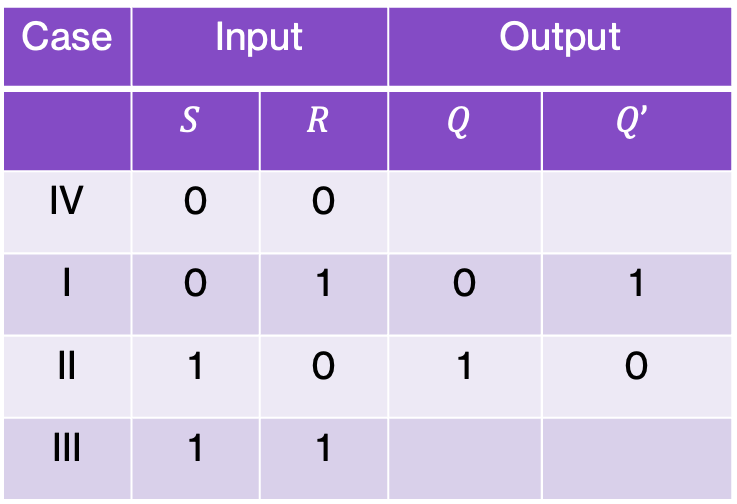 Case Input Output
S R Q Q’
IV 0 0
I 0 1 0 1
II 1 0 1 0
III 1 1